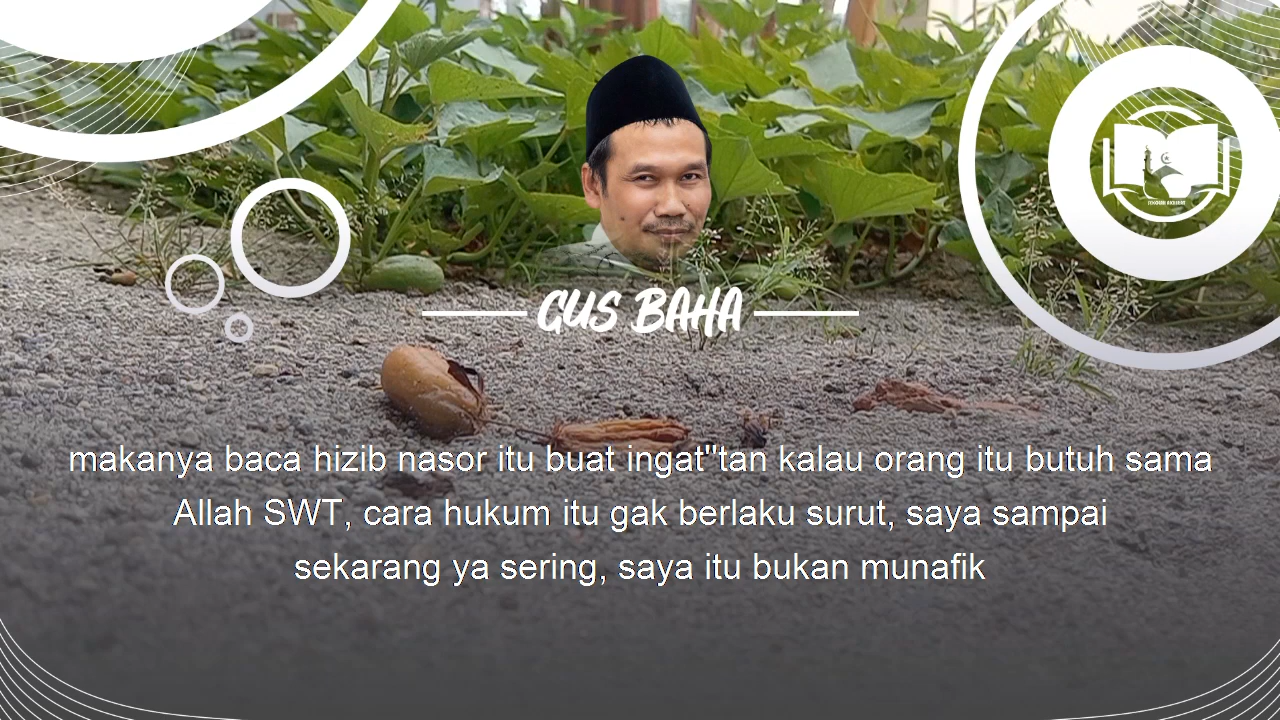 GUS BAHA
makanya baca hizib nasor itu buat ingat"tan kalau orang itu butuh sama
Allah SWT, cara hukum itu gak berlaku surut, saya sampai
sekarang ya sering, saya itu bukan munafik